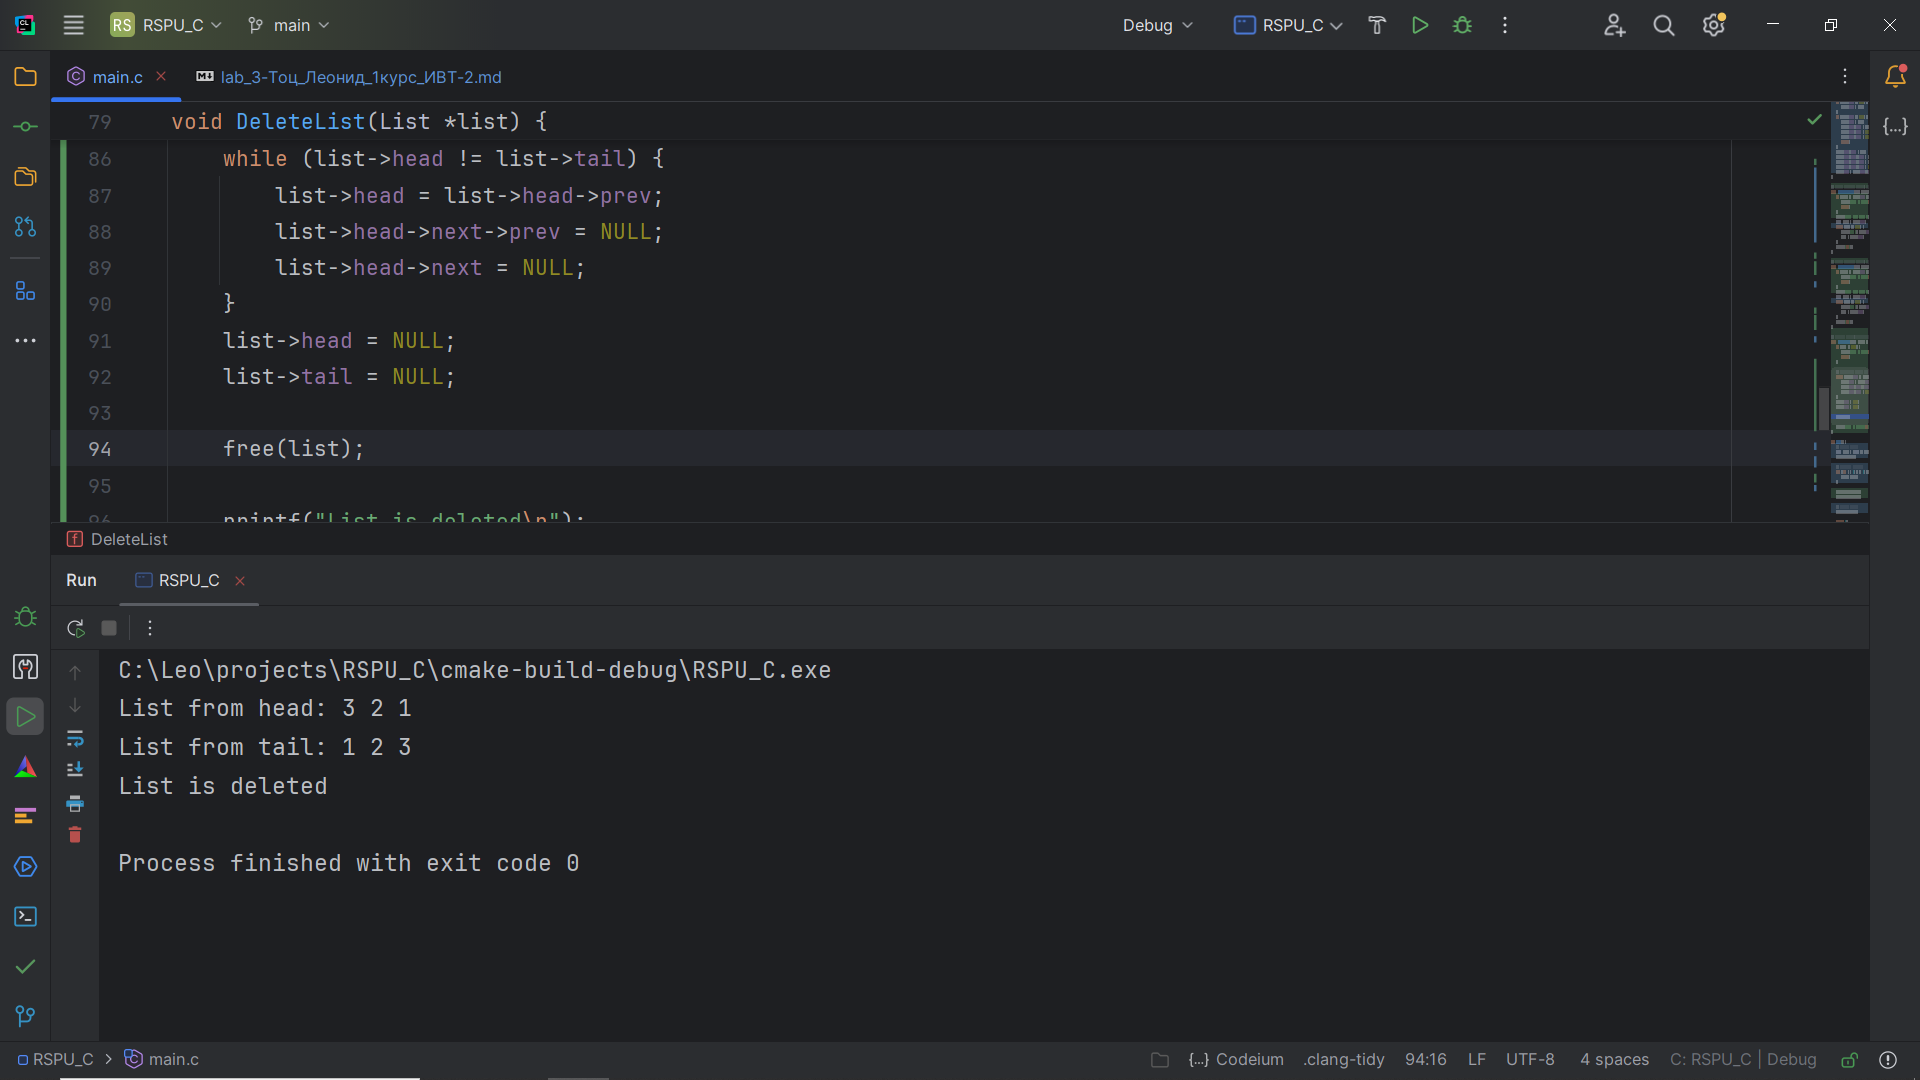 RS RSPU_C main Debug RSPU_C
main.c lab_3-Тоц_Леонид_1курс_ИВТ-2.md
79 void DeleteList(List *list) {
86 while (list->head != list->tail) {
87 list->head = list->head->prev;
88 list->head->next->prev = NULL;
89 list->head->next = NULL;
90 }
91 list->head = NULL;
92 list->tail = NULL;
93
94 free(list);
95
96 printf("List is deleted\n");
DeleteList
Run RSPU_C
C:\Leo\projects\RSPU_C\cmake-build-debug\RSPU_C.exe
List from head: 3 2 1
List from tail: 1 2 3
List is deleted
Process finished with exit code 0
RSPU_C > main.c {...} Codeium .clang-tidy 94:16 LF UTF-8 4 spaces C: RSPU_C | Debug